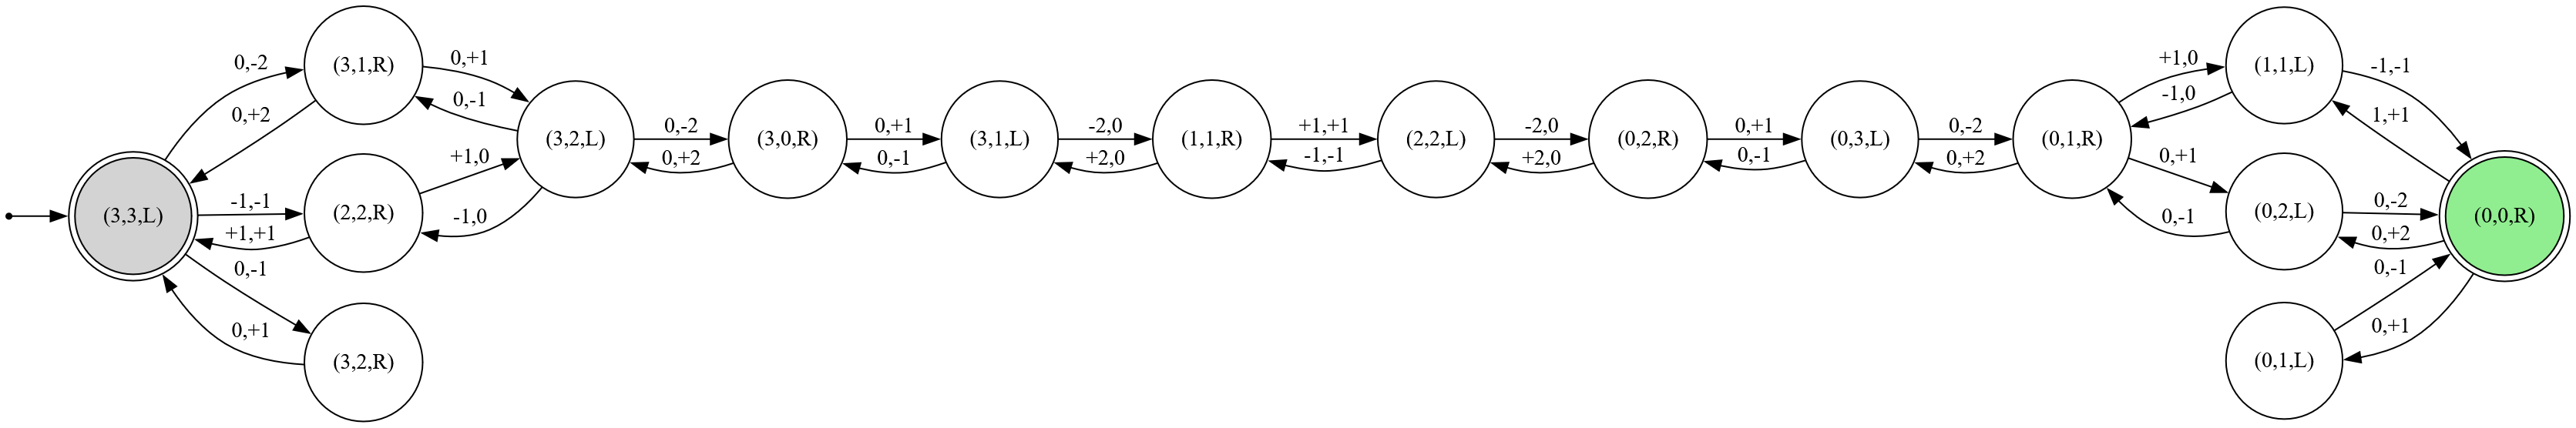 (3,3,L)
0,-2
0,+2
-1,-1
+1,+1
0,-1
0,+1
(3,1,R)
(2,2,R)
(3,2,R)
0,+1
0,-1
+1,0
-1,0
(3,2,L)
0,-2
0,+2
(3,0,R)
0,+1
0,-1
(3,1,L)
-2,0
+2,0
(1,1,R)
+1,+1
-1,-1
(2,2,L)
-2,0
+2,0
(0,2,R)
0,+1
0,-1
(0,3,L)
0,-2
0,+2
(0,1,R)
+1,0
-1,0
0,+1
0,-1
(1,1,L)
(0,2,L)
(0,1,L)
-1,-1
1,+1
0,-2
0,+2
0,-1
0,+1
(0,0,R)